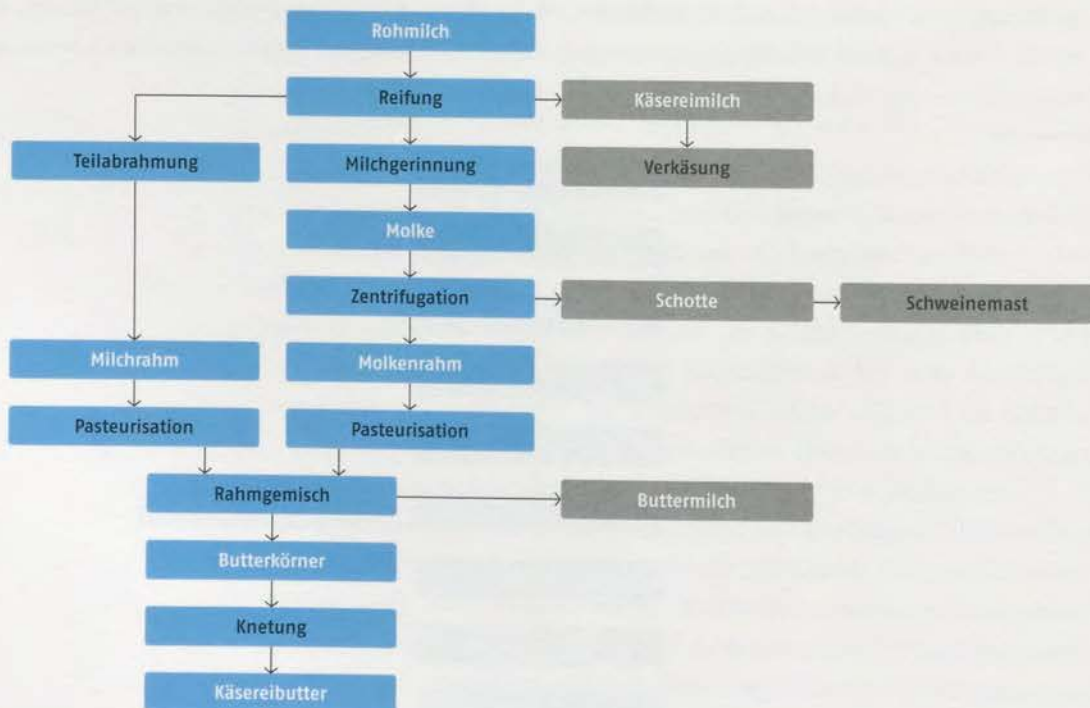 Rohmilch
Reifung
Käsereimilch
Teilabrahmung
Milchgerinnung
Verkäsung
Molke
Zentrifugation
Schotte
Schweinemast
Milchrahm
Molkenrahm
Pasteurisation
Pasteurisation
Rahmgemisch
Buttermilch
Butterkörner
Knetung
Käsereibutter